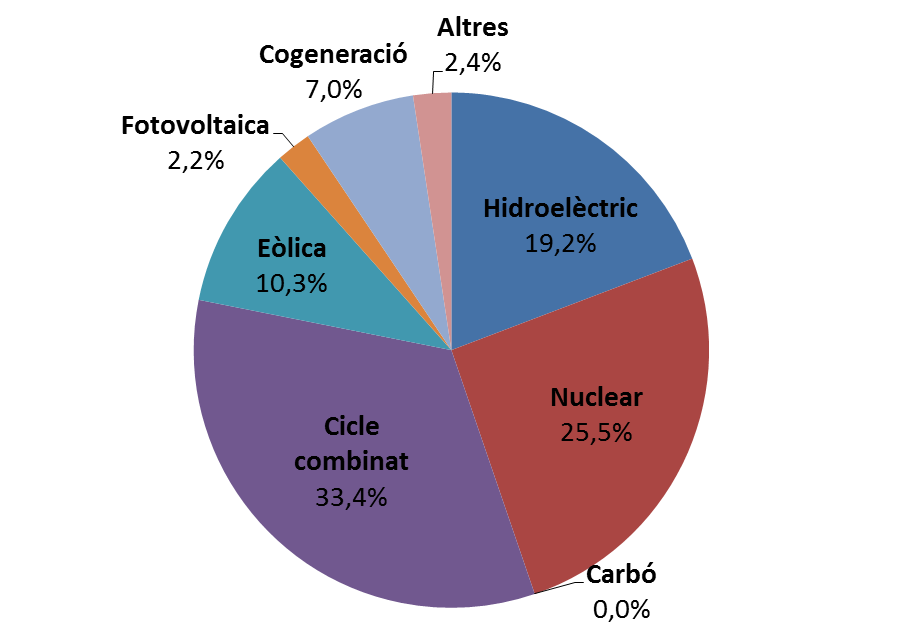 Altres
2,4%
Cogeneració
7,0%
Fotovoltaica
2,2%
Hidroelèctric
19,2%
Eòlica
10,3%
Nuclear
25,5%
Cicle
combinat
33,4%
Carbó
0,0%